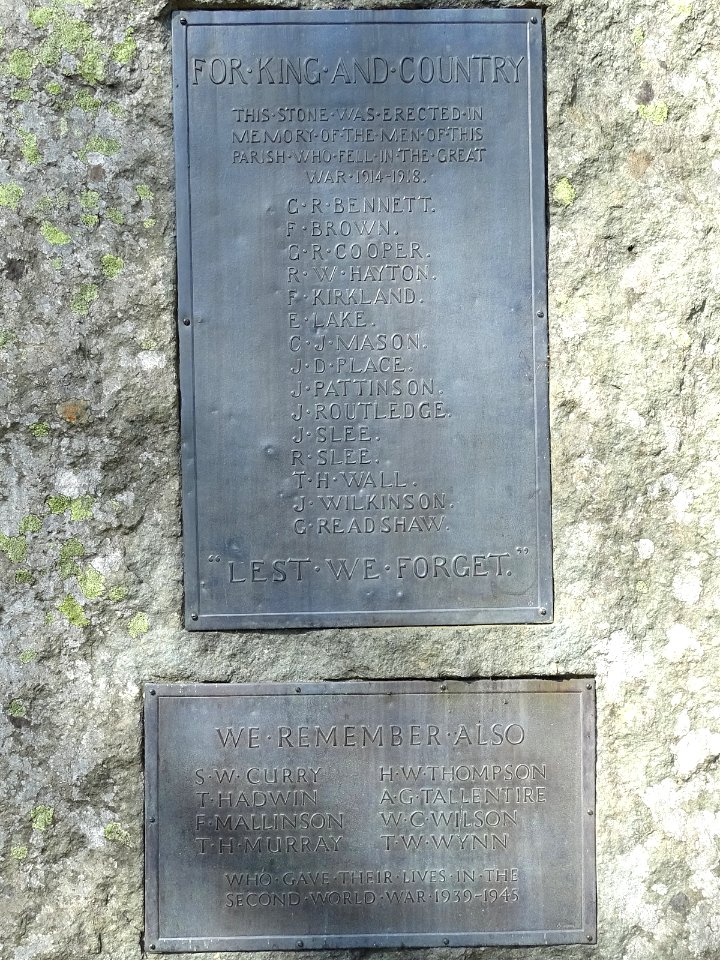 FOR·KING·AND·COUNTRY
THIS·STONE·WAS·ERECTED·IN
MEMORY·OF·THE·MEN·OF·THIS
PARISH·WHO·FELL·IN·THE·GREAT
WAR·1914-1918.
G·R·BENNETT.
F·BROWN.
G·R·COOPER.
R·W·HAYTON.
F·KIRKLAND.
E·LAKE.
C·J·MASON.
J·D·PLACE.
J·PATTINSON.
J·ROUTLEDGE.
J·SLEE.
R·SLEE.
T·H·WALL.
J·WILKINSON.
G·READSHAW.
"LEST·WE·FORGET."
WE·REMEMBER·ALSO
S·W·CURRY
T·HADWIN
F·MALLINSON
T·H·MURRAY
H·W·THOMPSON
A·G·TALLENTIRE
W·C·WILSON
T·W·WYNN
WHO·GAVE·THEIR·LIVES·IN·THE
SECOND·WORLD·WAR·1939-1945